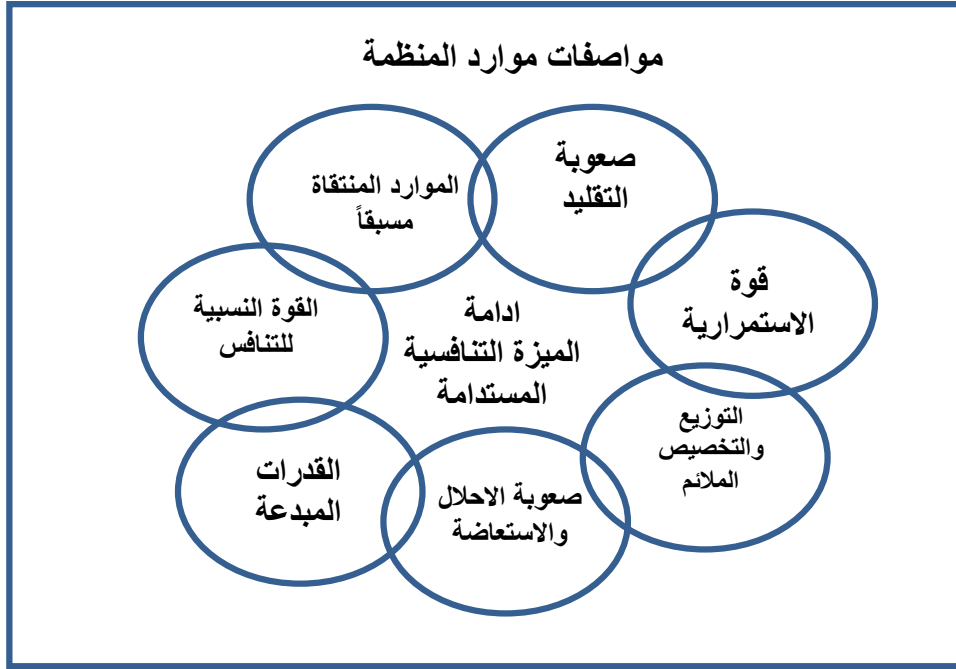 مواصفات موارد المنظمة
صعوبة
التقليد
الموارد المنتقاة
مسبقاً
قوة
الاستمرارية
القوة النسبية
للتنافس
ادامة
الميزة التنافسية
المستدامة
التوزيع
والتخصيص
الملائم
القدرات
المبدعة
صعوبة الاحلال
والاستعاضة